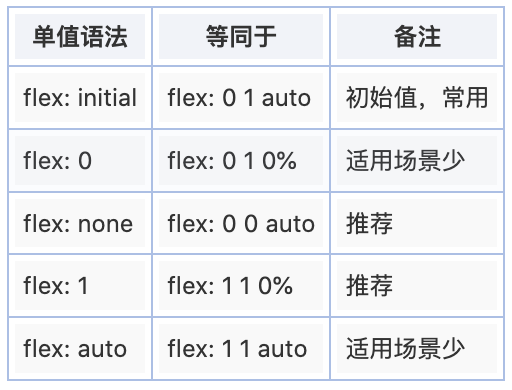 单值语法 等同于 备注
flex: initial flex: 0 1 auto 初始值，常用
flex: 0 flex: 0 1 0% 适用场景少
flex: none flex: 0 0 auto 推荐
flex: 1 flex: 1 1 0% 推荐
flex: auto flex: 1 1 auto 适用场景少